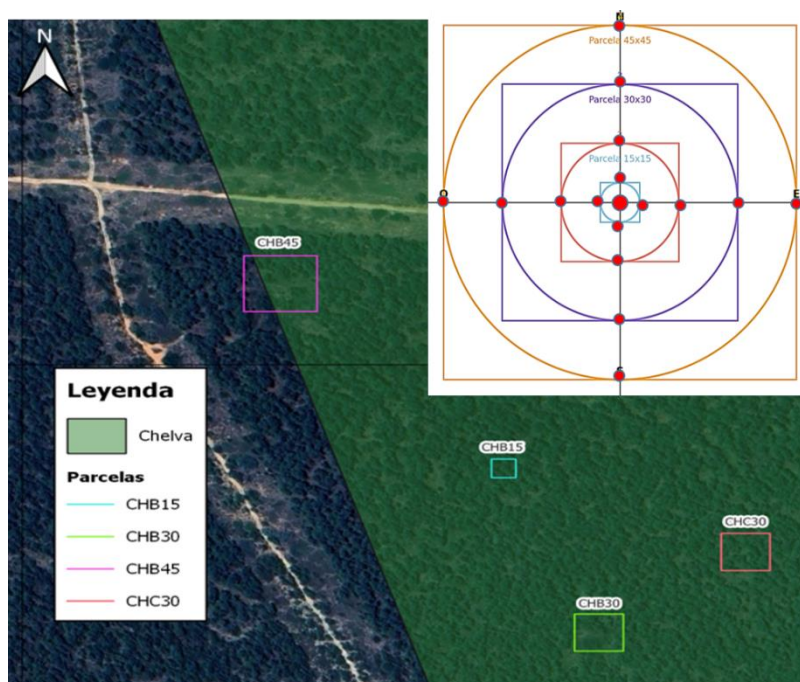 N
N
Parcela 45x45
Parcela 30x30
Parcela 15x15
O
E
S
CHB45
Leyenda
Chelva
Parcelas
CHB15
CHB30
CHB45
CHC30
CHB15
CHC30
CHB30